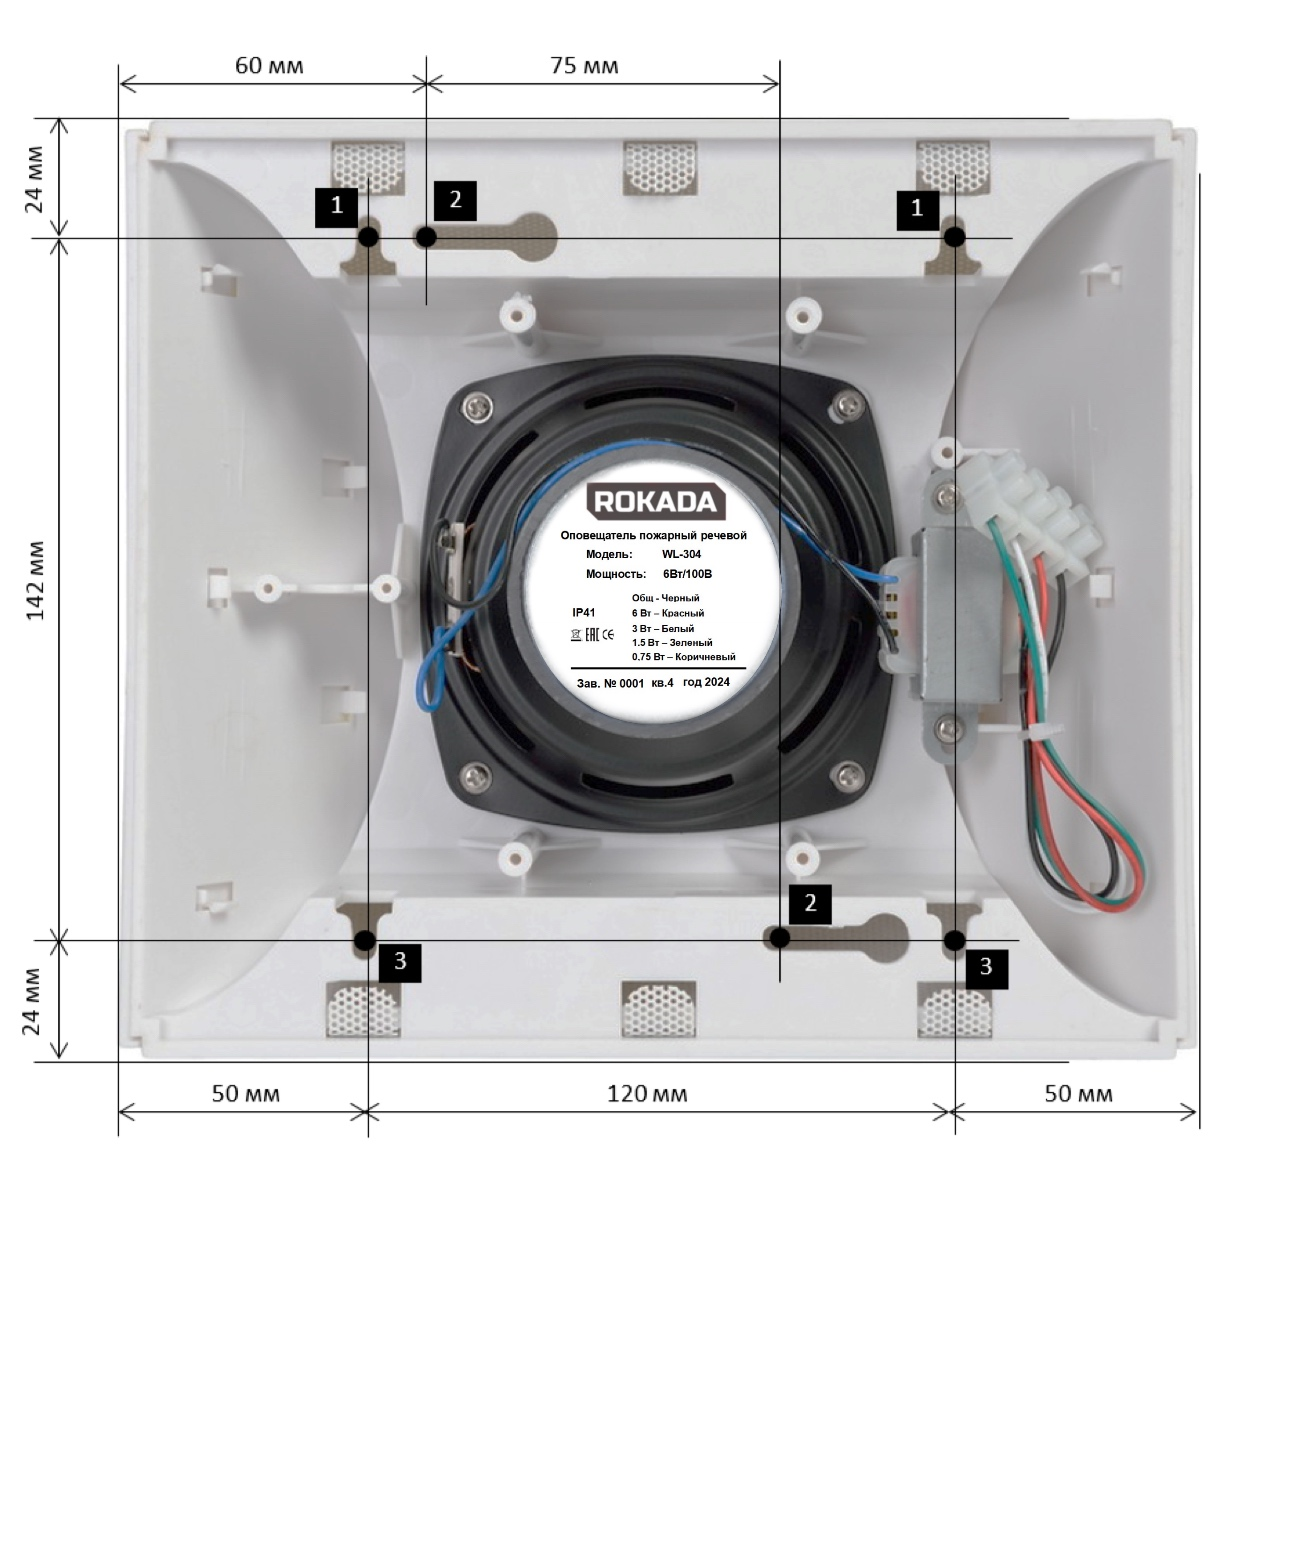 60 мм
75 мм
24 мм
1
2
1
142 мм
ROKADA
Оповещатель пожарный речевой
Модель: WL-304
Мощность: 6Вт/100В
Общ - Черный
IP41
6 Вт – Красный
3 Вт – Белый
EAC CE
1.5 Вт – Зеленый
0,75 Вт – Коричневый
Зав. № 0001 кв.4 год 2024
2
3
3
24 мм
50 мм
120 мм
50 мм